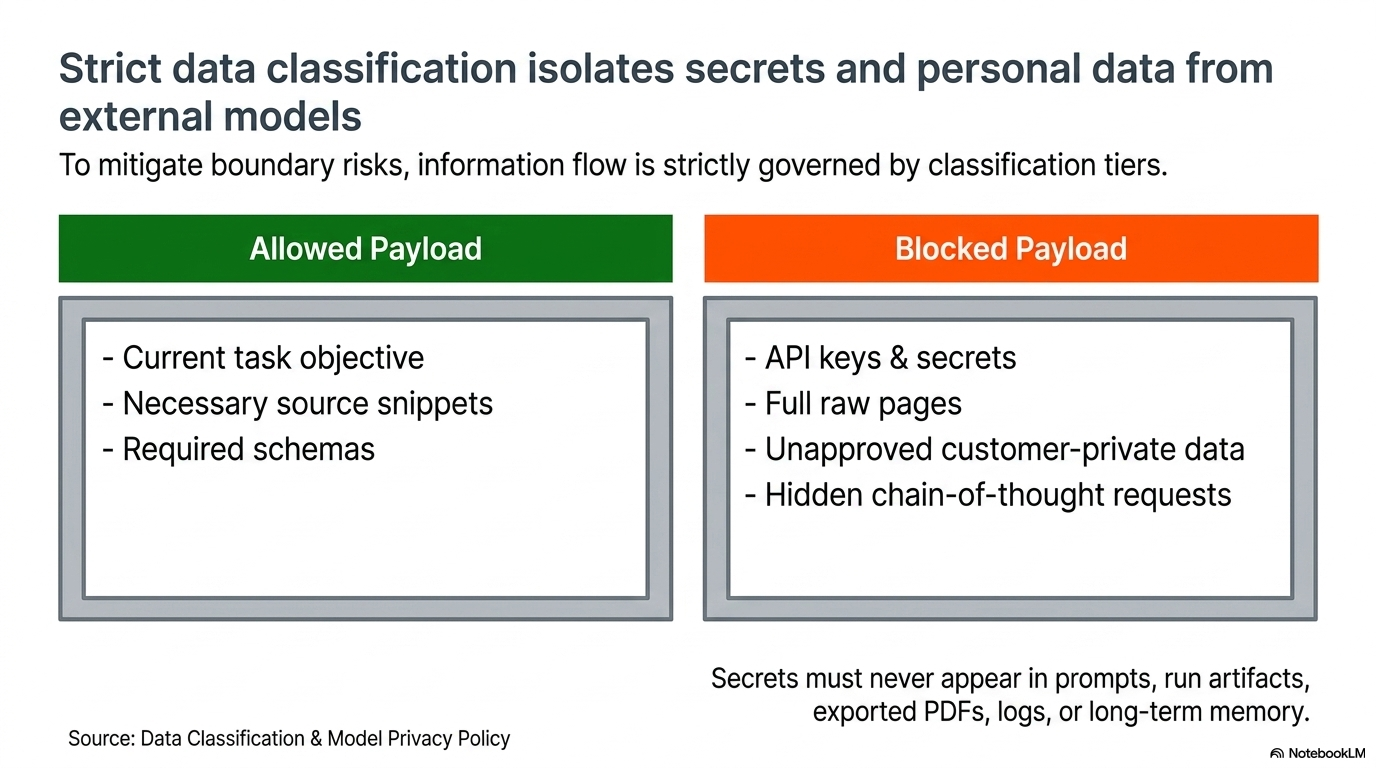 Strict data classification isolates secrets and personal data from
external models
To mitigate boundary risks, information flow is strictly governed by classification tiers.
Allowed Payload
- Current task objective
- Necessary source snippets
- Required schemas
Blocked Payload
- API keys & secrets
- Full raw pages
- Unapproved customer-private data
- Hidden chain-of-thought requests
Secrets must never appear in prompts, run artifacts,
exported PDFs, logs, or long-term memory.
Source: Data Classification & Model Privacy Policy
NotebookLM